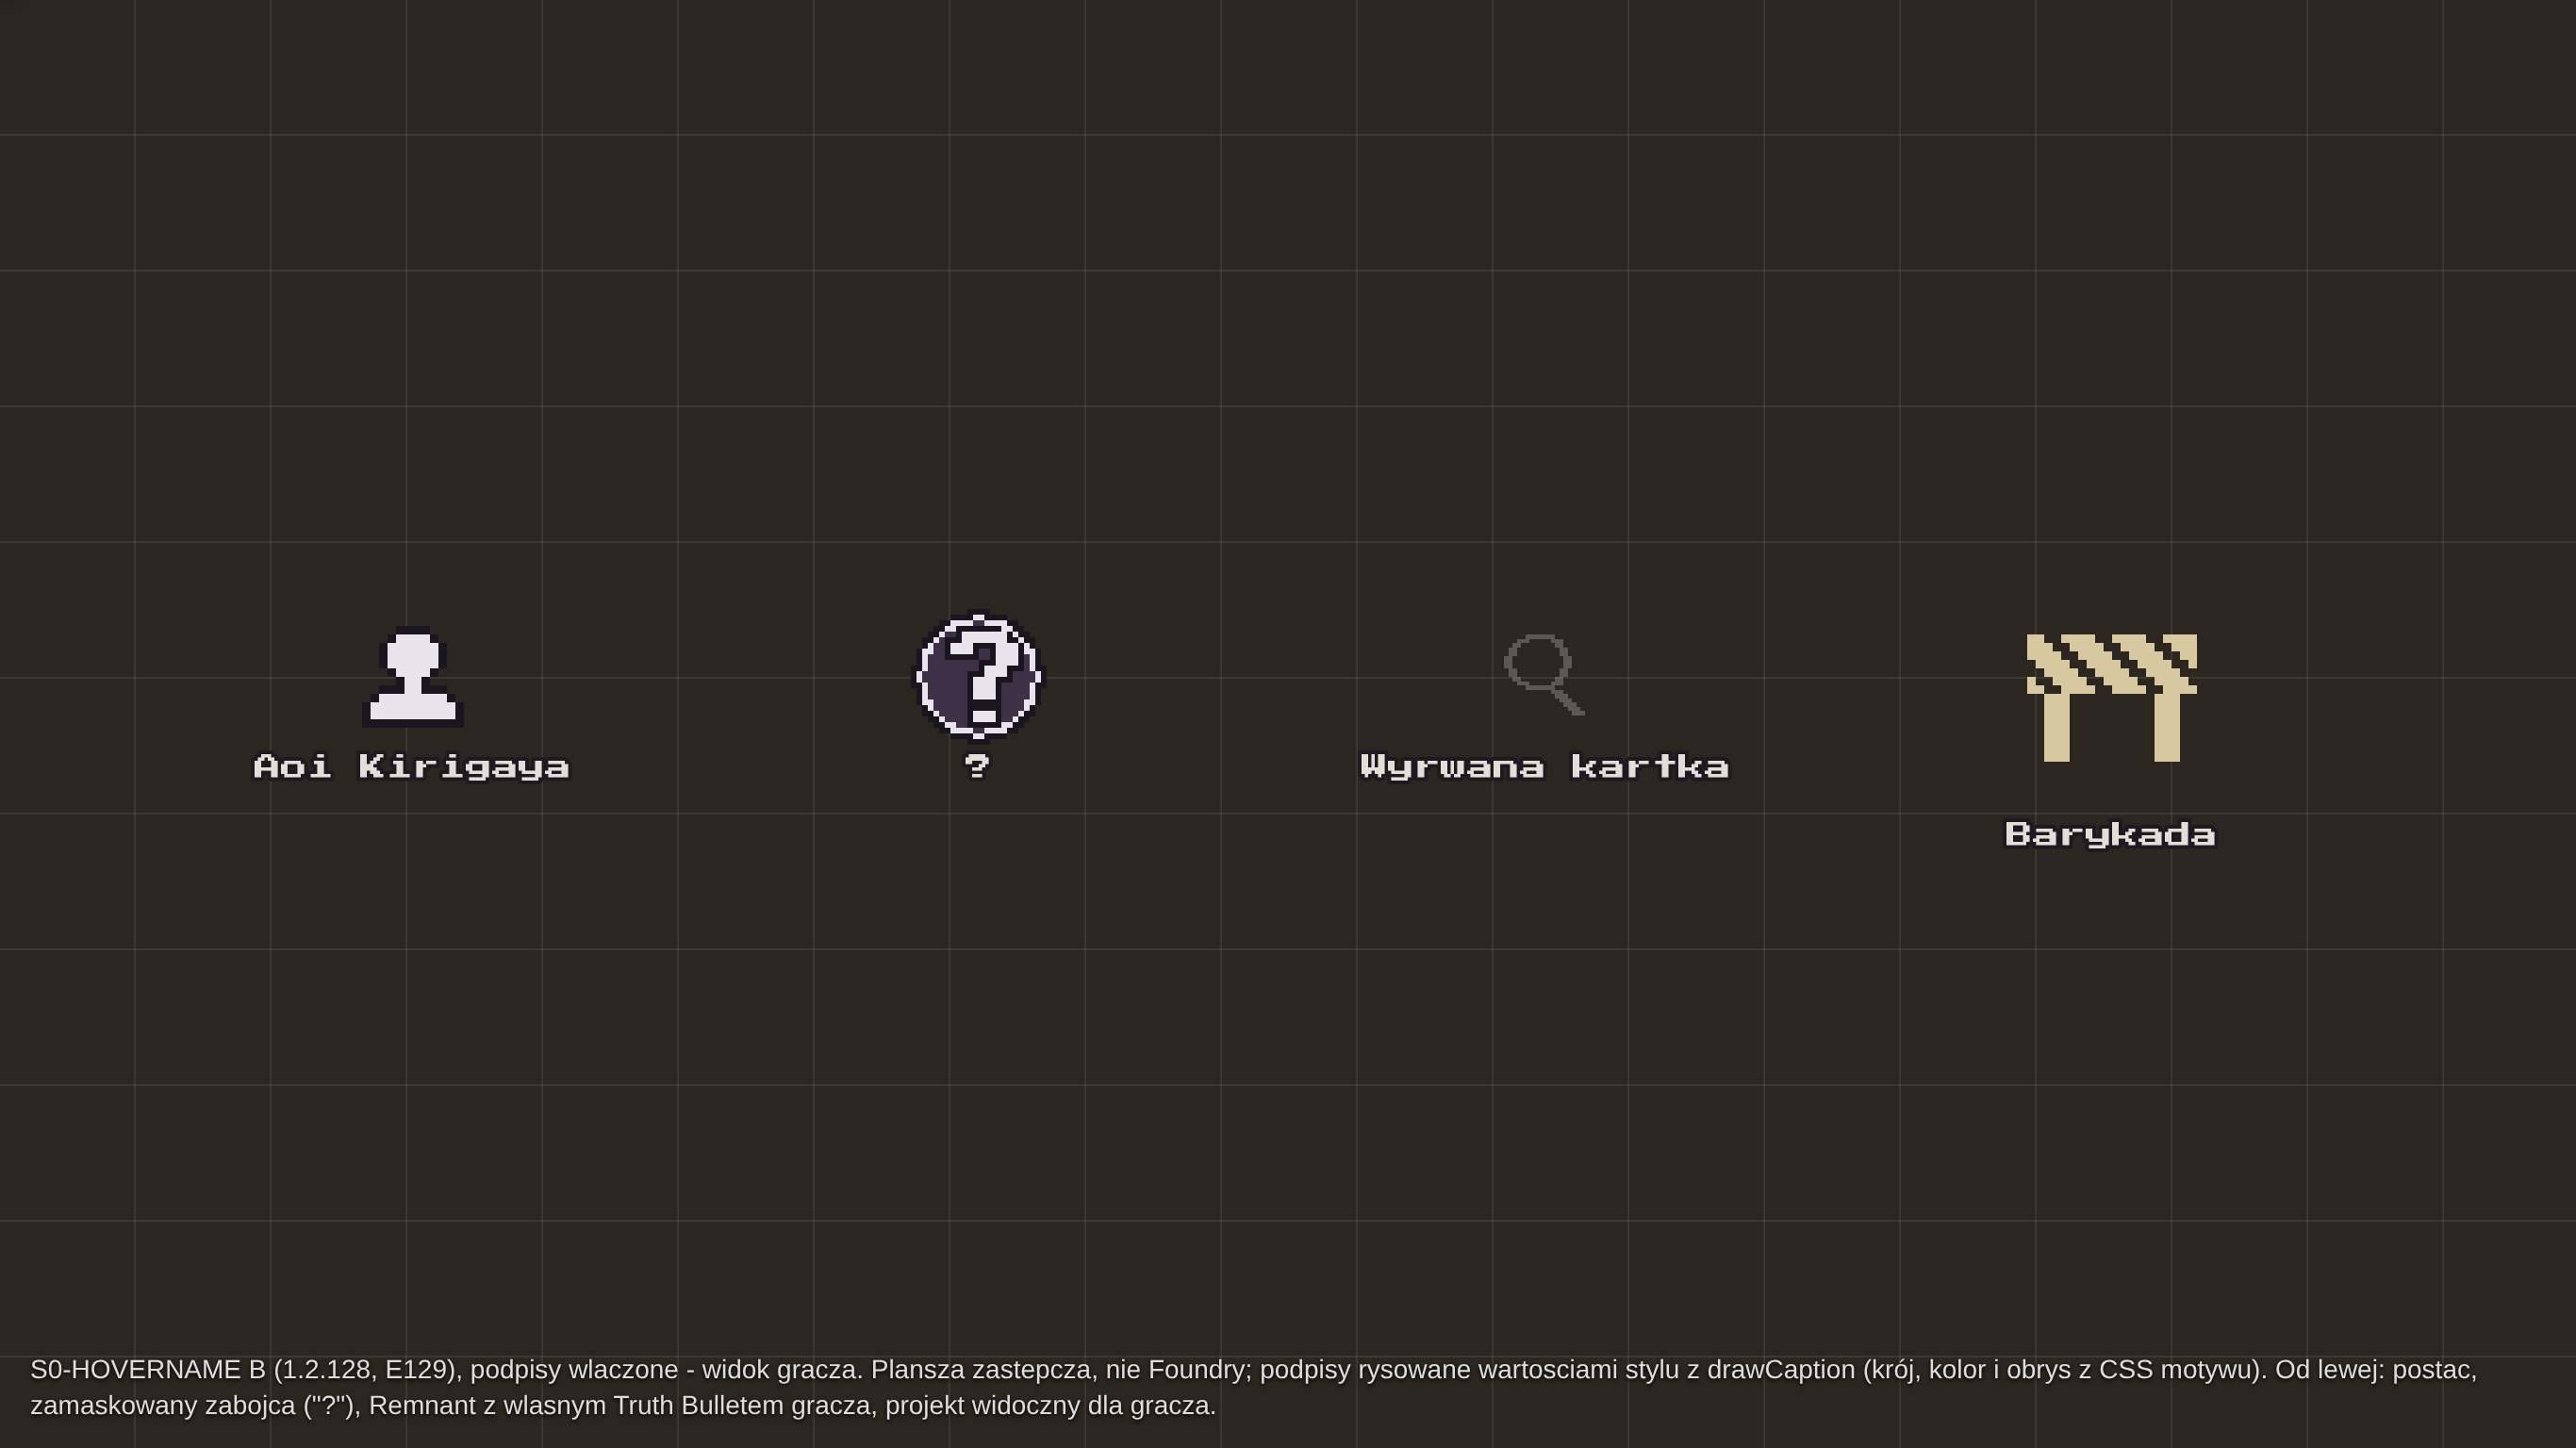 Aoi Kirigaya
?
?
Wyrwana kartka
Barykada
S0-HOVERNAME B (1.2.128, E129), podpisy wlaczone - widok gracza. Plansza zastepcza, nie Foundry; podpisy rysowane wartosciami stylu z drawCaption (krój, kolor i obrys z CSS motywu). Od lewej: postac,
zamaskowany zabojca ("?"), Remnant z wlasnym Truth Bulletem gracza, projekt widoczny dla gracza.